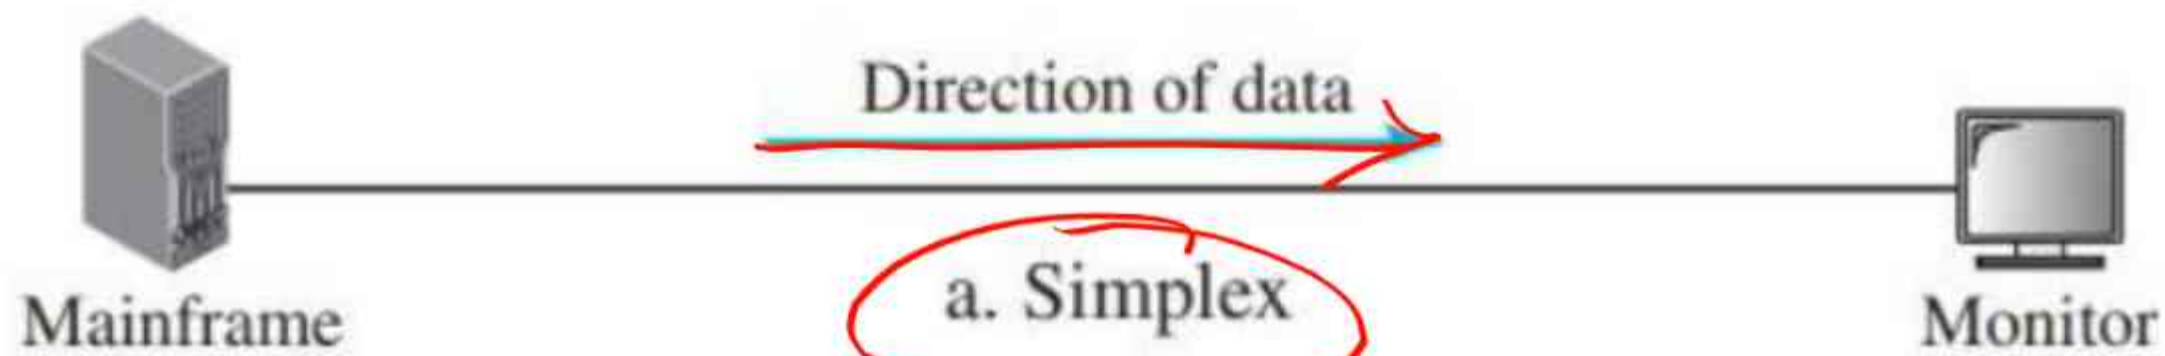 Direction of data
a. Simplex
Mainframe
Monitor